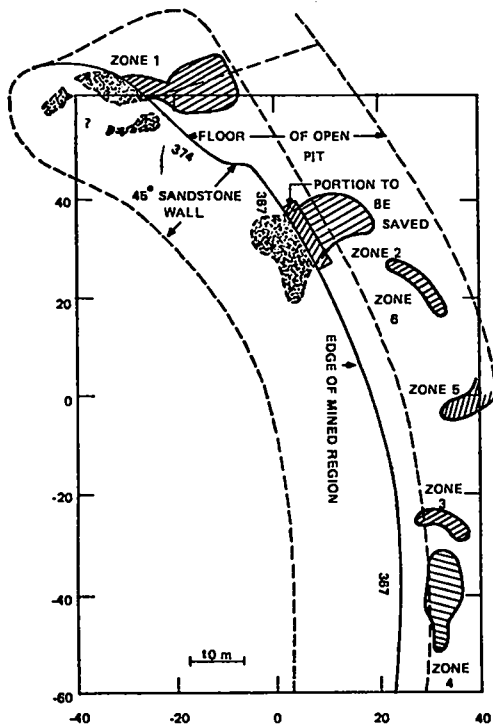 ZONE 1
?
FLOOR OF OPEN
PIT
374
45° SANDSTONE
WALL
367
PORTION TO
BE
SAVED
40
ZONE 2
20
ZONE
6
EDGE OF MINED REGION
0
ZONE 5
-20
ZONE
3
-40
367
10 m
ZONE
4
-60
-40
-20
0
20
40